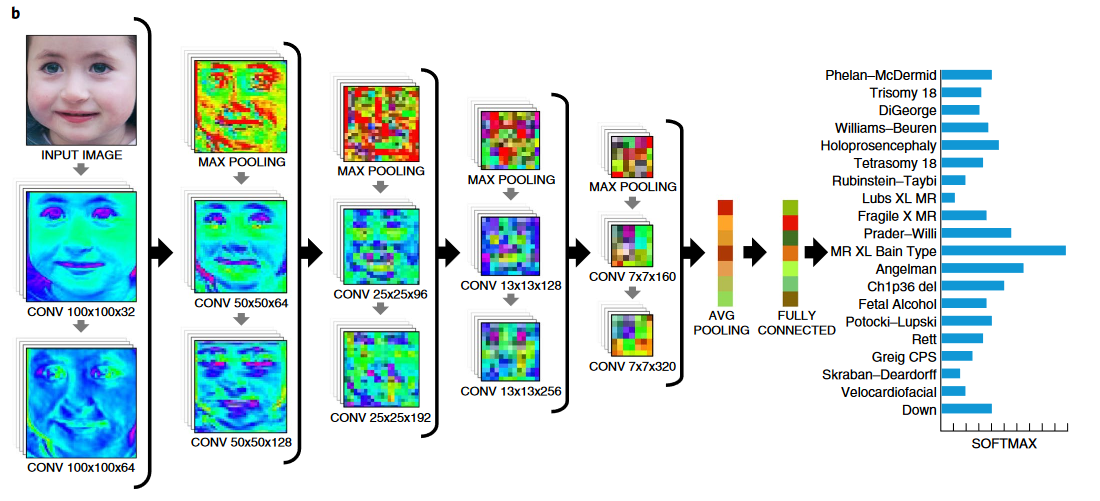 b
INPUT IMAGE
CONV 100x100x32
CONV 100x100x64
MAX POOLING
CONV 50x50x64
CONV 50x50x128
MAX POOLING
CONV 25x25x96
CONV 25x25x192
MAX POOLING
CONV 13x13x128
CONV 13x13x256
MAX POOLING
CONV 7x7x160
CONV 7x7x320
AVG
POOLING
FULLY
CONNECTED
Phelan–McDermid
Trisomy 18
DiGeorge
Williams–Beuren
Holoprosencephaly
Tetrasomy 18
Rubinstein–Taybi
Lubs XL MR
Fragile X MR
Prader–Willi
MR XL Bain Type
Angelman
Ch1p36 del
Fetal Alcohol
Potocki–Lupski
Rett
Greig CPS
Skraban–Deardorff
Velocardiofacial
Down
SOFTMAX